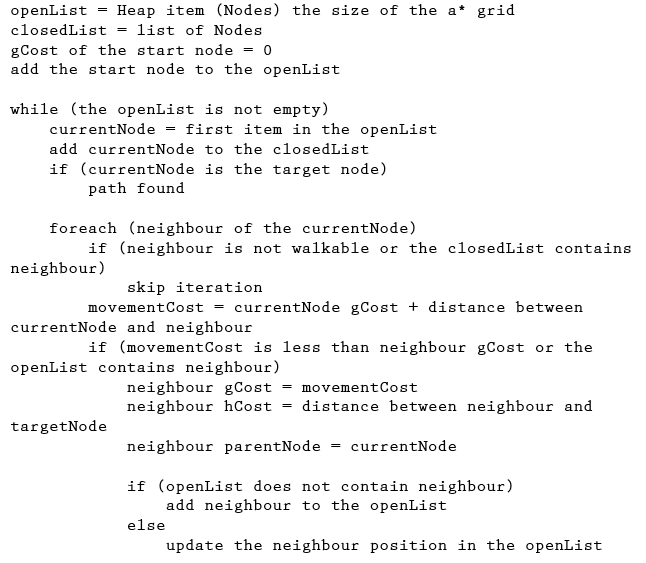 openList = Heap item (Nodes) the size of the a* grid
closedList = list of Nodes
gCost of the start node = 0
add the start node to the openList

while (the openList is not empty)
    currentNode = first item in the openList
    add currentNode to the closedList
    if (currentNode is the target node)
        path found

    foreach (neighbour of the currentNode)
        if (neighbour is not walkable or the closedList contains
neighbour)
            skip iteration
        movementCost = currentNode gCost + distance between
currentNode and neighbour
        if (movementCost is less than neighbour gCost or the
openList contains neighbour)
            neighbour gCost = movementCost
            neighbour hCost = distance between neighbour and
targetNode
            neighbour parentNode = currentNode

            if (openList does not contain neighbour)
                add neighbour to the openList
            else
                update the neighbour position in the openList